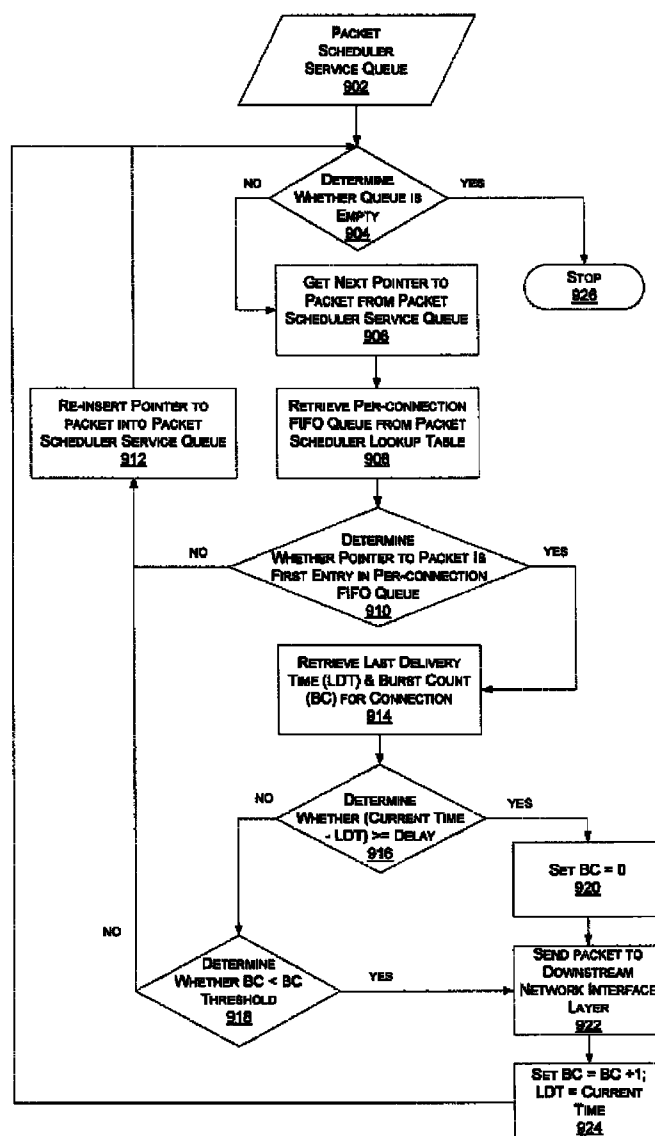 PACKET
SCHEDULER
SERVICE QUEUE
902
NO
DETERMINE
WHETHER QUEUE IS
EMPTY
904
YES
STOP
926
GET NEXT POINTER TO
PACKET FROM PACKET
SCHEDULER SERVICE QUEUE
906
RE-INSERT POINTER TO
PACKET INTO PACKET
SCHEDULER SERVICE QUEUE
912
RETRIEVE PER-CONNECTION
FIFO QUEUE FROM PACKET
SCHEDULER LOOKUP TABLE
908
NO
DETERMINE
WHETHER POINTER TO PACKET IS
FIRST ENTRY IN PER-CONNECTION
FIFO QUEUE
910
YES
RETRIEVE LAST DELIVERY
TIME (LDT) & BURST COUNT
(BC) FOR CONNECTION
914
NO
DETERMINE
WHETHER (CURRENT TIME
- LDT) >= DELAY
916
YES
SET BC = 0
920
NO
DETERMINE
WHETHER BC < BC
THRESHOLD
918
YES
SEND PACKET TO
DOWNSTREAM
NETWORK INTERFACE
LAYER
922
SET BC = BC +1;
LDT = CURRENT
TIME
924